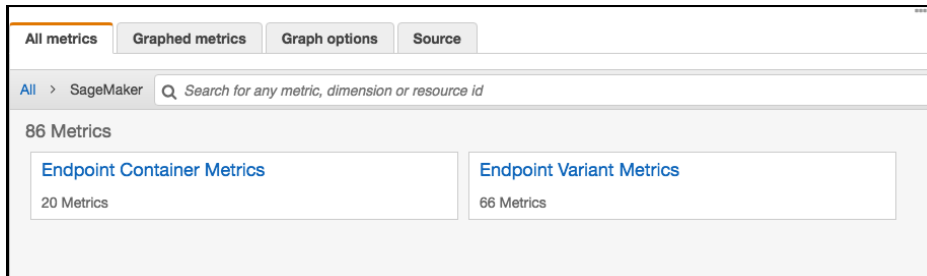 All metrics Graphed metrics Graph options Source
All > SageMaker Search for any metric, dimension or resource id
86 Metrics
Endpoint Container Metrics Endpoint Variant Metrics
20 Metrics 66 Metrics